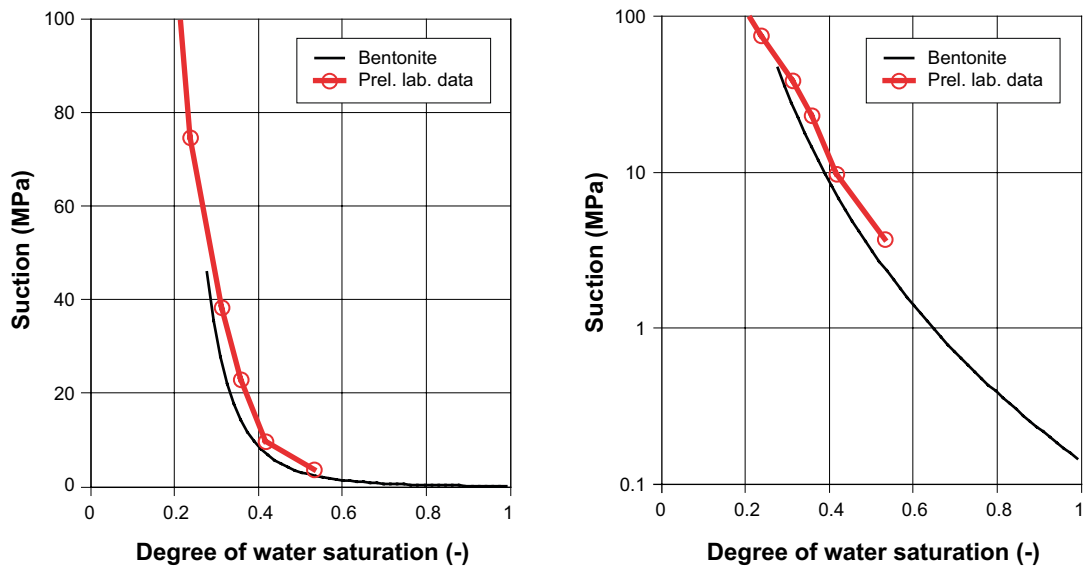 100
80
60
40
20
0
Suction (MPa)
0 0.2 0.4 0.6 0.8 1
Degree of water saturation (-)
Bentonite
Prel. lab. data
100
10
1
0.1
Suction (MPa)
0 0.2 0.4 0.6 0.8 1
Degree of water saturation (-)
Bentonite
Prel. lab. data